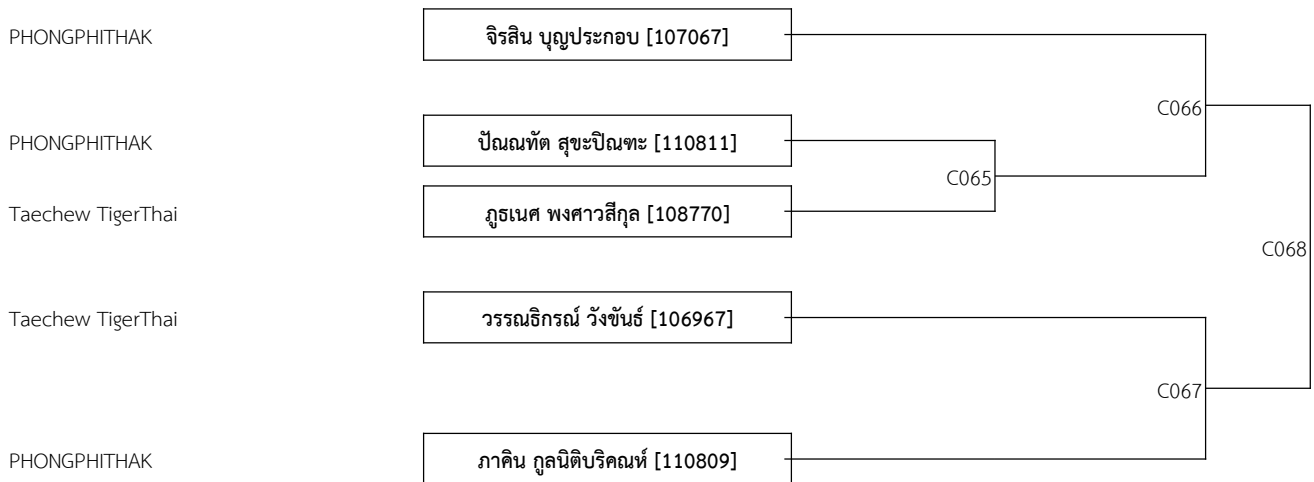 PHONGPHITHAK
จิรสิน บุญประกอบ [107067]
C066
PHONGPHITHAK
ปัณณทัต สุขะปิณฑะ [110811]
C065
Taechew TigerThai
ภูธเนศ พงศาวสีกุล [108770]
C068
Taechew TigerThai
วรรณธิกรณ์ วังขันธ์ [106967]
C067
PHONGPHITHAK
ภาคิน กูลนิติบริคณห์ [110809]